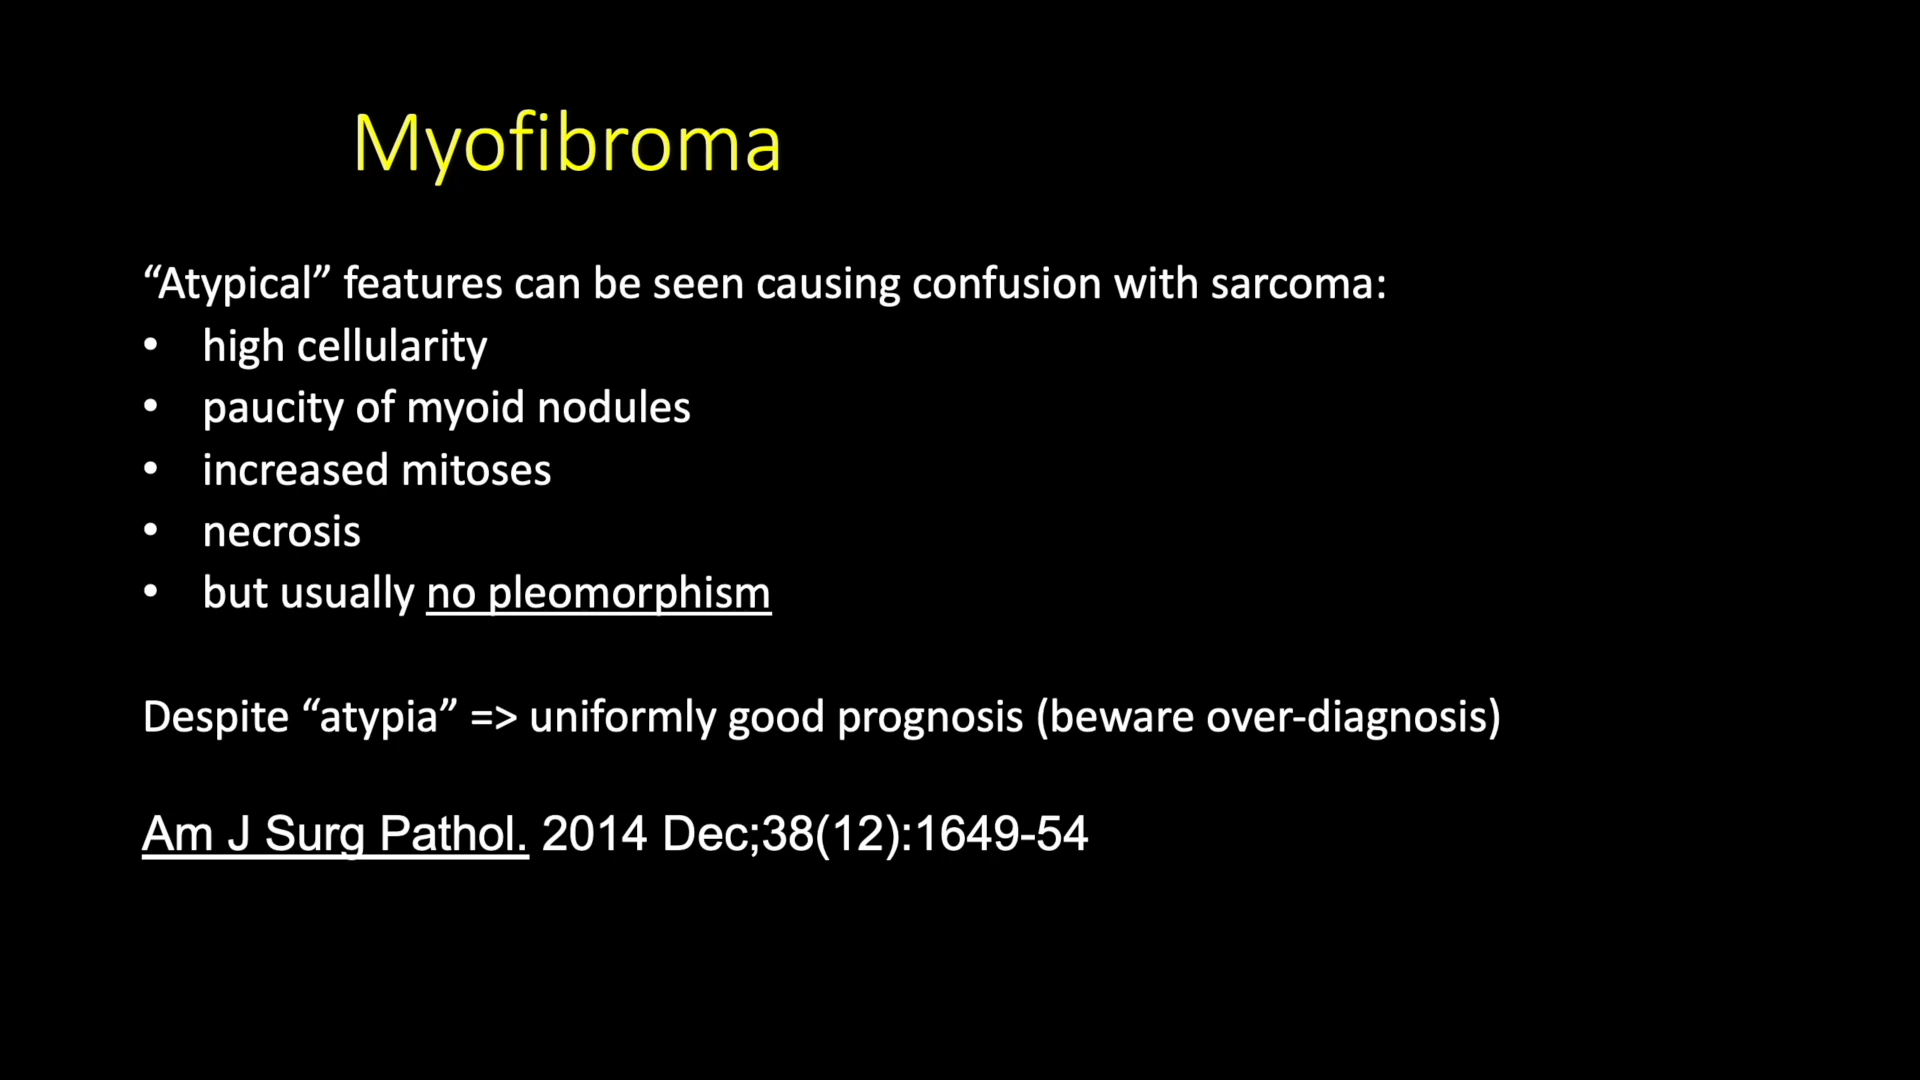 Myofibroma
“Atypical” features can be seen causing confusion with sarcoma:
• high cellularity
• paucity of myoid nodules
• increased mitoses
• necrosis
• but usually no pleomorphism
Despite “atypia” => uniformly good prognosis (beware over-diagnosis)
Am J Surg Pathol. 2014 Dec;38(12):1649-54